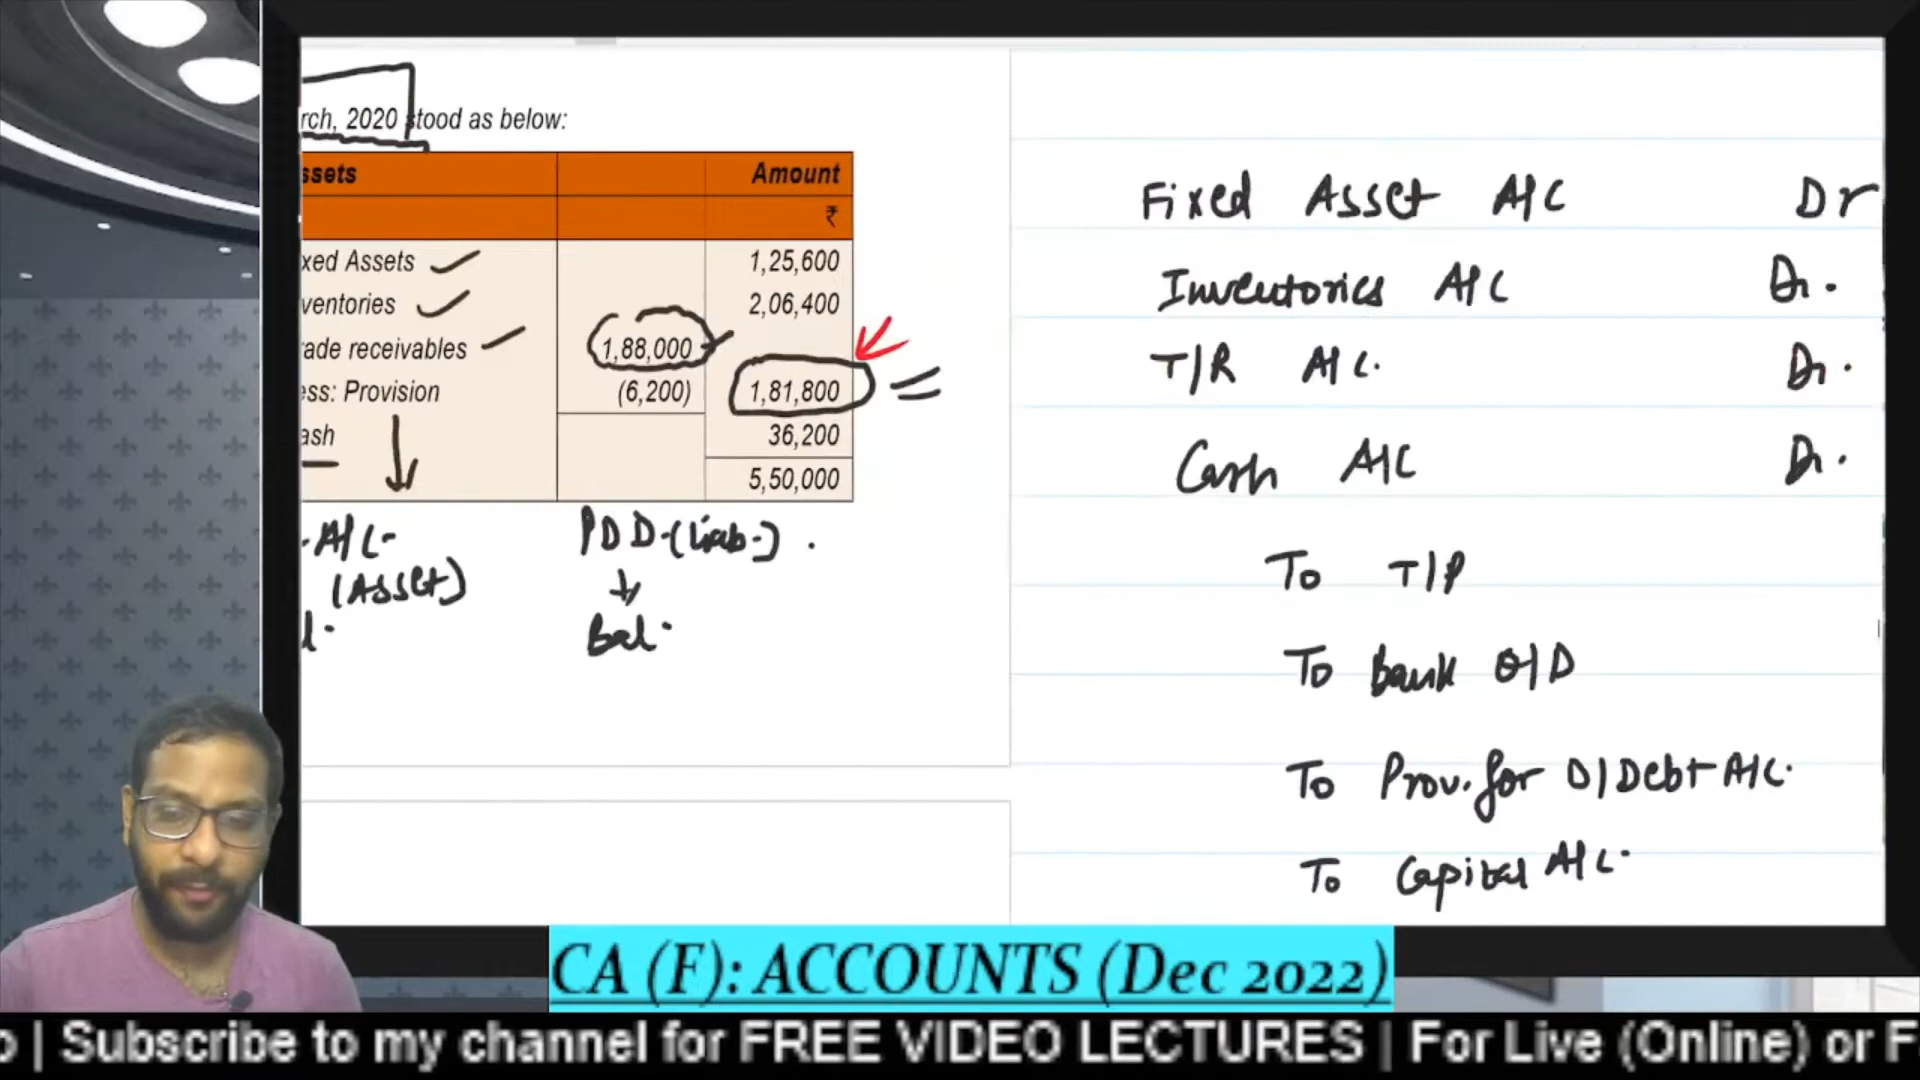 rch, 2020 stood as below:
ssets Amount
₹
xed Assets 1,25,600
ventories 2,06,400
rade receivables 1,88,000
ess: Provision (6,200) 1,81,800
ash 36,200
5,50,000
A/C
(Asset)
PDD (Liab.)
Bal.
Fixed Asset A/C Dr
Inventories A/C Dr.
T/R A/C. Dr.
Cash A/C Dr.
To T/P
To Bank O/D
To Prov. for D/Debt A/C.
To Capital A/C.
CA (F): ACCOUNTS (Dec 2022)
| Subscribe to my channel for FREE VIDEO LECTURES | For Live (Online) or F